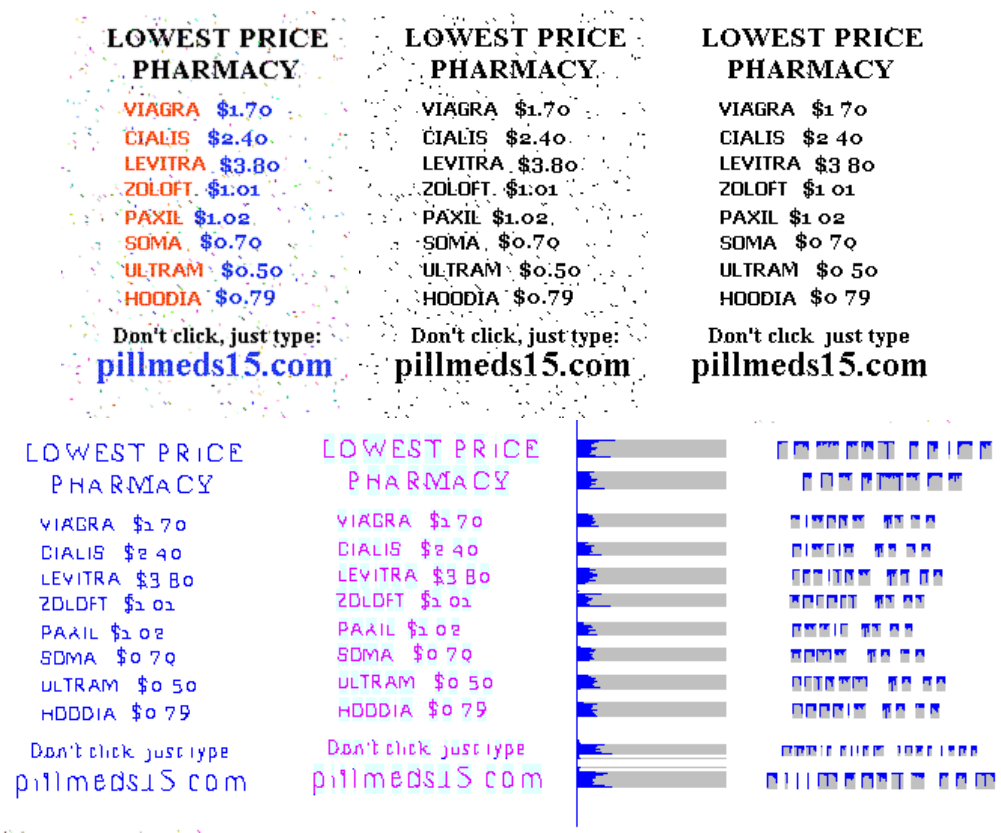 LOWEST PRICE
PHARMACY
VIAGRA $1.70
CIALIS $2.40
LEVITRA $3.80
ZOLOFT $1.01
PAXIL $1.02
SOMA $0.70
ULTRAM $0.50
HOODIA $0.79
Don't click, just type:
pillmeds15.com
LOWEST PRICE
PHARMACY
VIAGRA $1.70
CIALIS $2.40
LEVITRA $3.80
ZOLOFT $1.01
PAXIL $1.02
SOMA $0.70
ULTRAM $0.50
HOODIA $0.79
Don't click, just type:
pillmeds15.com
LOWEST PRICE
PHARMACY
VIAGRA $1 70
CIALIS $2 40
LEVITRA $3 80
ZOLOFT $1 01
PAXIL $1 02
SOMA $0 70
ULTRAM $0 50
HOODIA $0 79
Don't click just type
pillmeds15.com
LOWEST PRICE
PHARMACY
VIAGRA $1 70
CIALIS $2 40
LEVITRA $3 80
ZOLOFT $1 01
PAXIL $1 02
SOMA $0 70
ULTRAM $0 50
HOODIA $0 79
Don't click just type
pillmeds15 com
LOWEST PRICE
PHARMACY
VIAGRA $1 70
CIALIS $2 40
LEVITRA $3 80
ZOLOFT $1 01
PAXIL $1 02
SOMA $0 70
ULTRAM $0 50
HOODIA $0 79
Don't click just type
pillmeds15 com